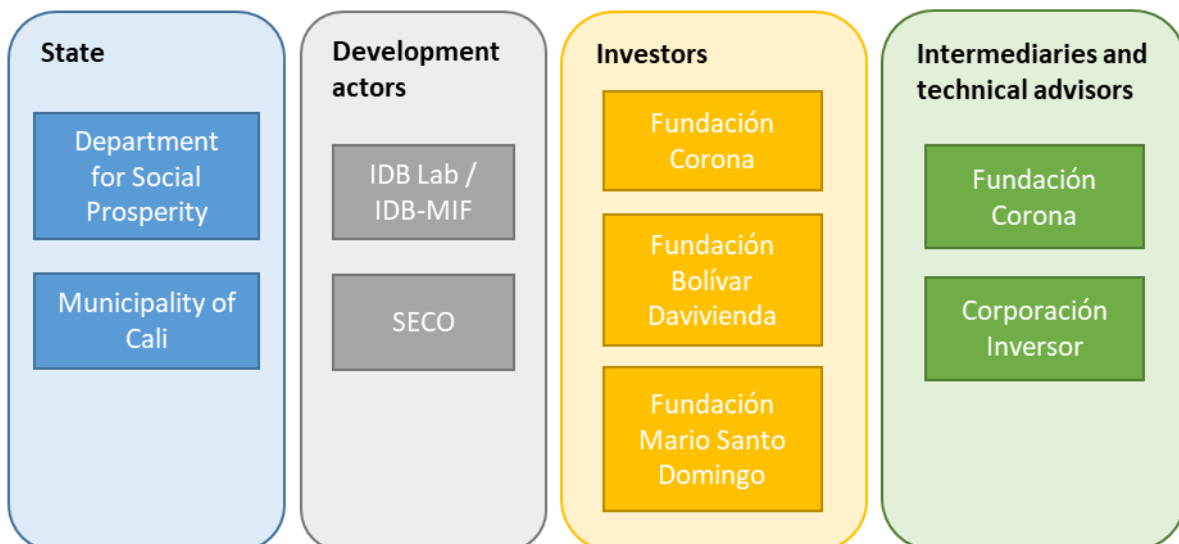 State
Department
for Social
Prosperity
Municipality of
Cali
Development
actors
IDB Lab /
IDB-MIF
SECO
Investors
Fundación
Corona
Fundación
Bolívar
Davivienda
Fundación
Mario Santo
Domingo
Intermediaries and
technical advisors
Fundación
Corona
Corporación
Inversor